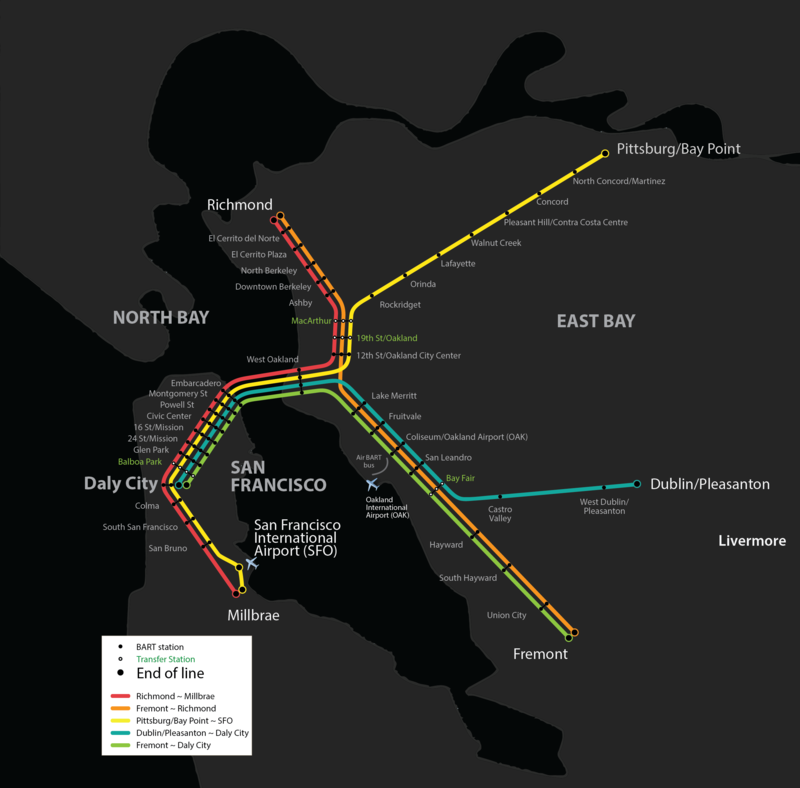 Pittsburg/Bay Point
North Concord/Martinez
Concord
Richmond
Pleasant Hill/Contra Costa Centre
El Cerrito del Norte
Walnut Creek
El Cerrito Plaza
Lafayette
North Berkeley
Orinda
Downtown Berkeley
Ashby
Rockridget
NORTH BAY
MacArthur
EAST BAY
19th St/Oakland
West Oakland
12th St/Oakland City Center
Embarcadero
Montgomery St
Powell St
Civic Center
16 St/Mission
24 St/Mission
Glen Park
Balboa Park
Lake Merritt
Fruitvale
Coliseum/Oakland Airport (OAK)
San Leandro
Air BART
bus
Bay Fair
SAN
FRANCISCO
Daly City
Oakland
International
Airport (OAK)
Dublin/Pleasanton
West Dublin/
Pleasanton
Castro
Valley
Colma
South San Francisco
San Bruno
San Francisco
International
Airport (SFO)
Livermore
Hayward
South Hayward
Union City
Millbrae
Fremont
BART station
Transfer Station
End of line
Richmond ~ Millbrae
Fremont ~ Richmond
Pittsburg/Bay Point ~ SFO
Dublin/Pleasanton ~ Daly City
Fremont ~ Daly City